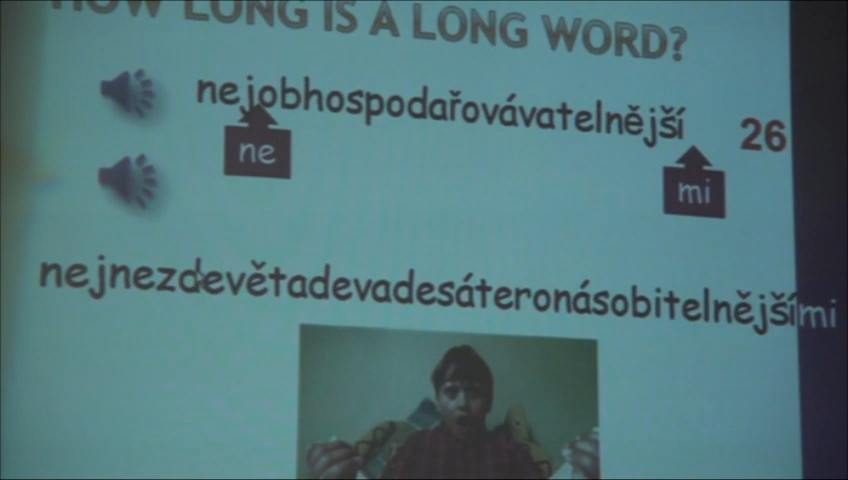 HOW LONG IS A LONG WORD?
nejobhospodařovávatelnější 26
ne mi
nejnezdevětadevadesáteronásobitelnějšími